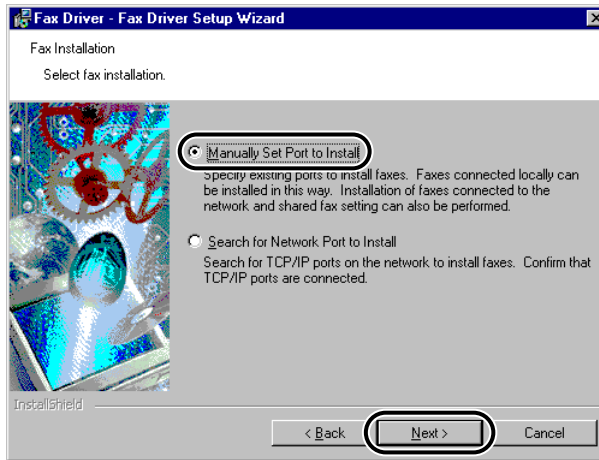 Fax Driver - Fax Driver Setup Wizard
Fax Installation
Select fax installation.
Manually Set Port to Install
Specify existing ports to install faxes. Faxes connected locally can
be installed in this way. Installation of faxes connected to the
network and shared fax setting can also be performed.
Search for Network Port to Install
Search for TCP/IP ports on the network to install faxes. Confirm that
TCP/IP ports are connected.
InstallShield
< Back
Next >
Cancel